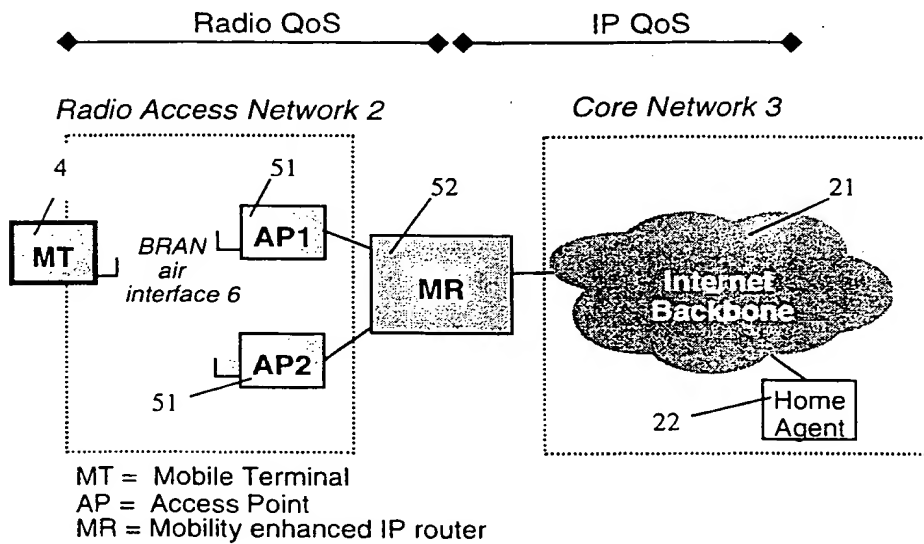 Radio QoS
IP QoS
Radio Access Network 2
Core Network 3
4
51
52
21
MT
BRAN
air
interface 6
AP1
MR
Internet
Backbone
AP2
51
22
Home
Agent
MT = Mobile Terminal
AP = Access Point
MR = Mobility enhanced IP router